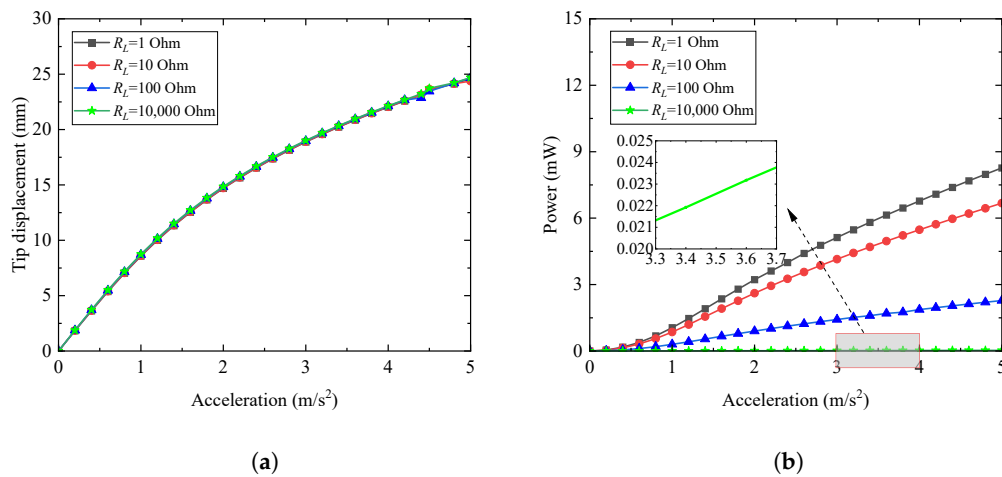 30
25
20
15
10
5
0
0
1
2
3
4
5
Tip displacement (mm)
Acceleration (m/s²)
R_L=1 Ohm
R_L=10 Ohm
R_L=100 Ohm
R_L=10,000 Ohm
(a)
15
12
9
6
3
0
0
1
2
3
4
5
Power (mW)
Acceleration (m/s²)
R_L=1 Ohm
R_L=10 Ohm
R_L=100 Ohm
R_L=10,000 Ohm
0.025
0.024
0.023
0.022
0.021
0.020
3.3
3.4
3.5
3.6
3.7
(b)